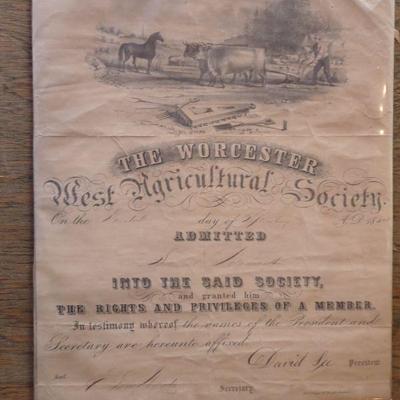 THE WORCESTER
West Agricultural Society.
On the day of A.D. 18
ADMITTED
INTO THE SAID SOCIETY,
and granted him
THE RIGHTS AND PRIVILEGES OF A MEMBER.
In testimony whereof the names of the President and
Secretary are hereunto affixed.
David Lee President
Secretary